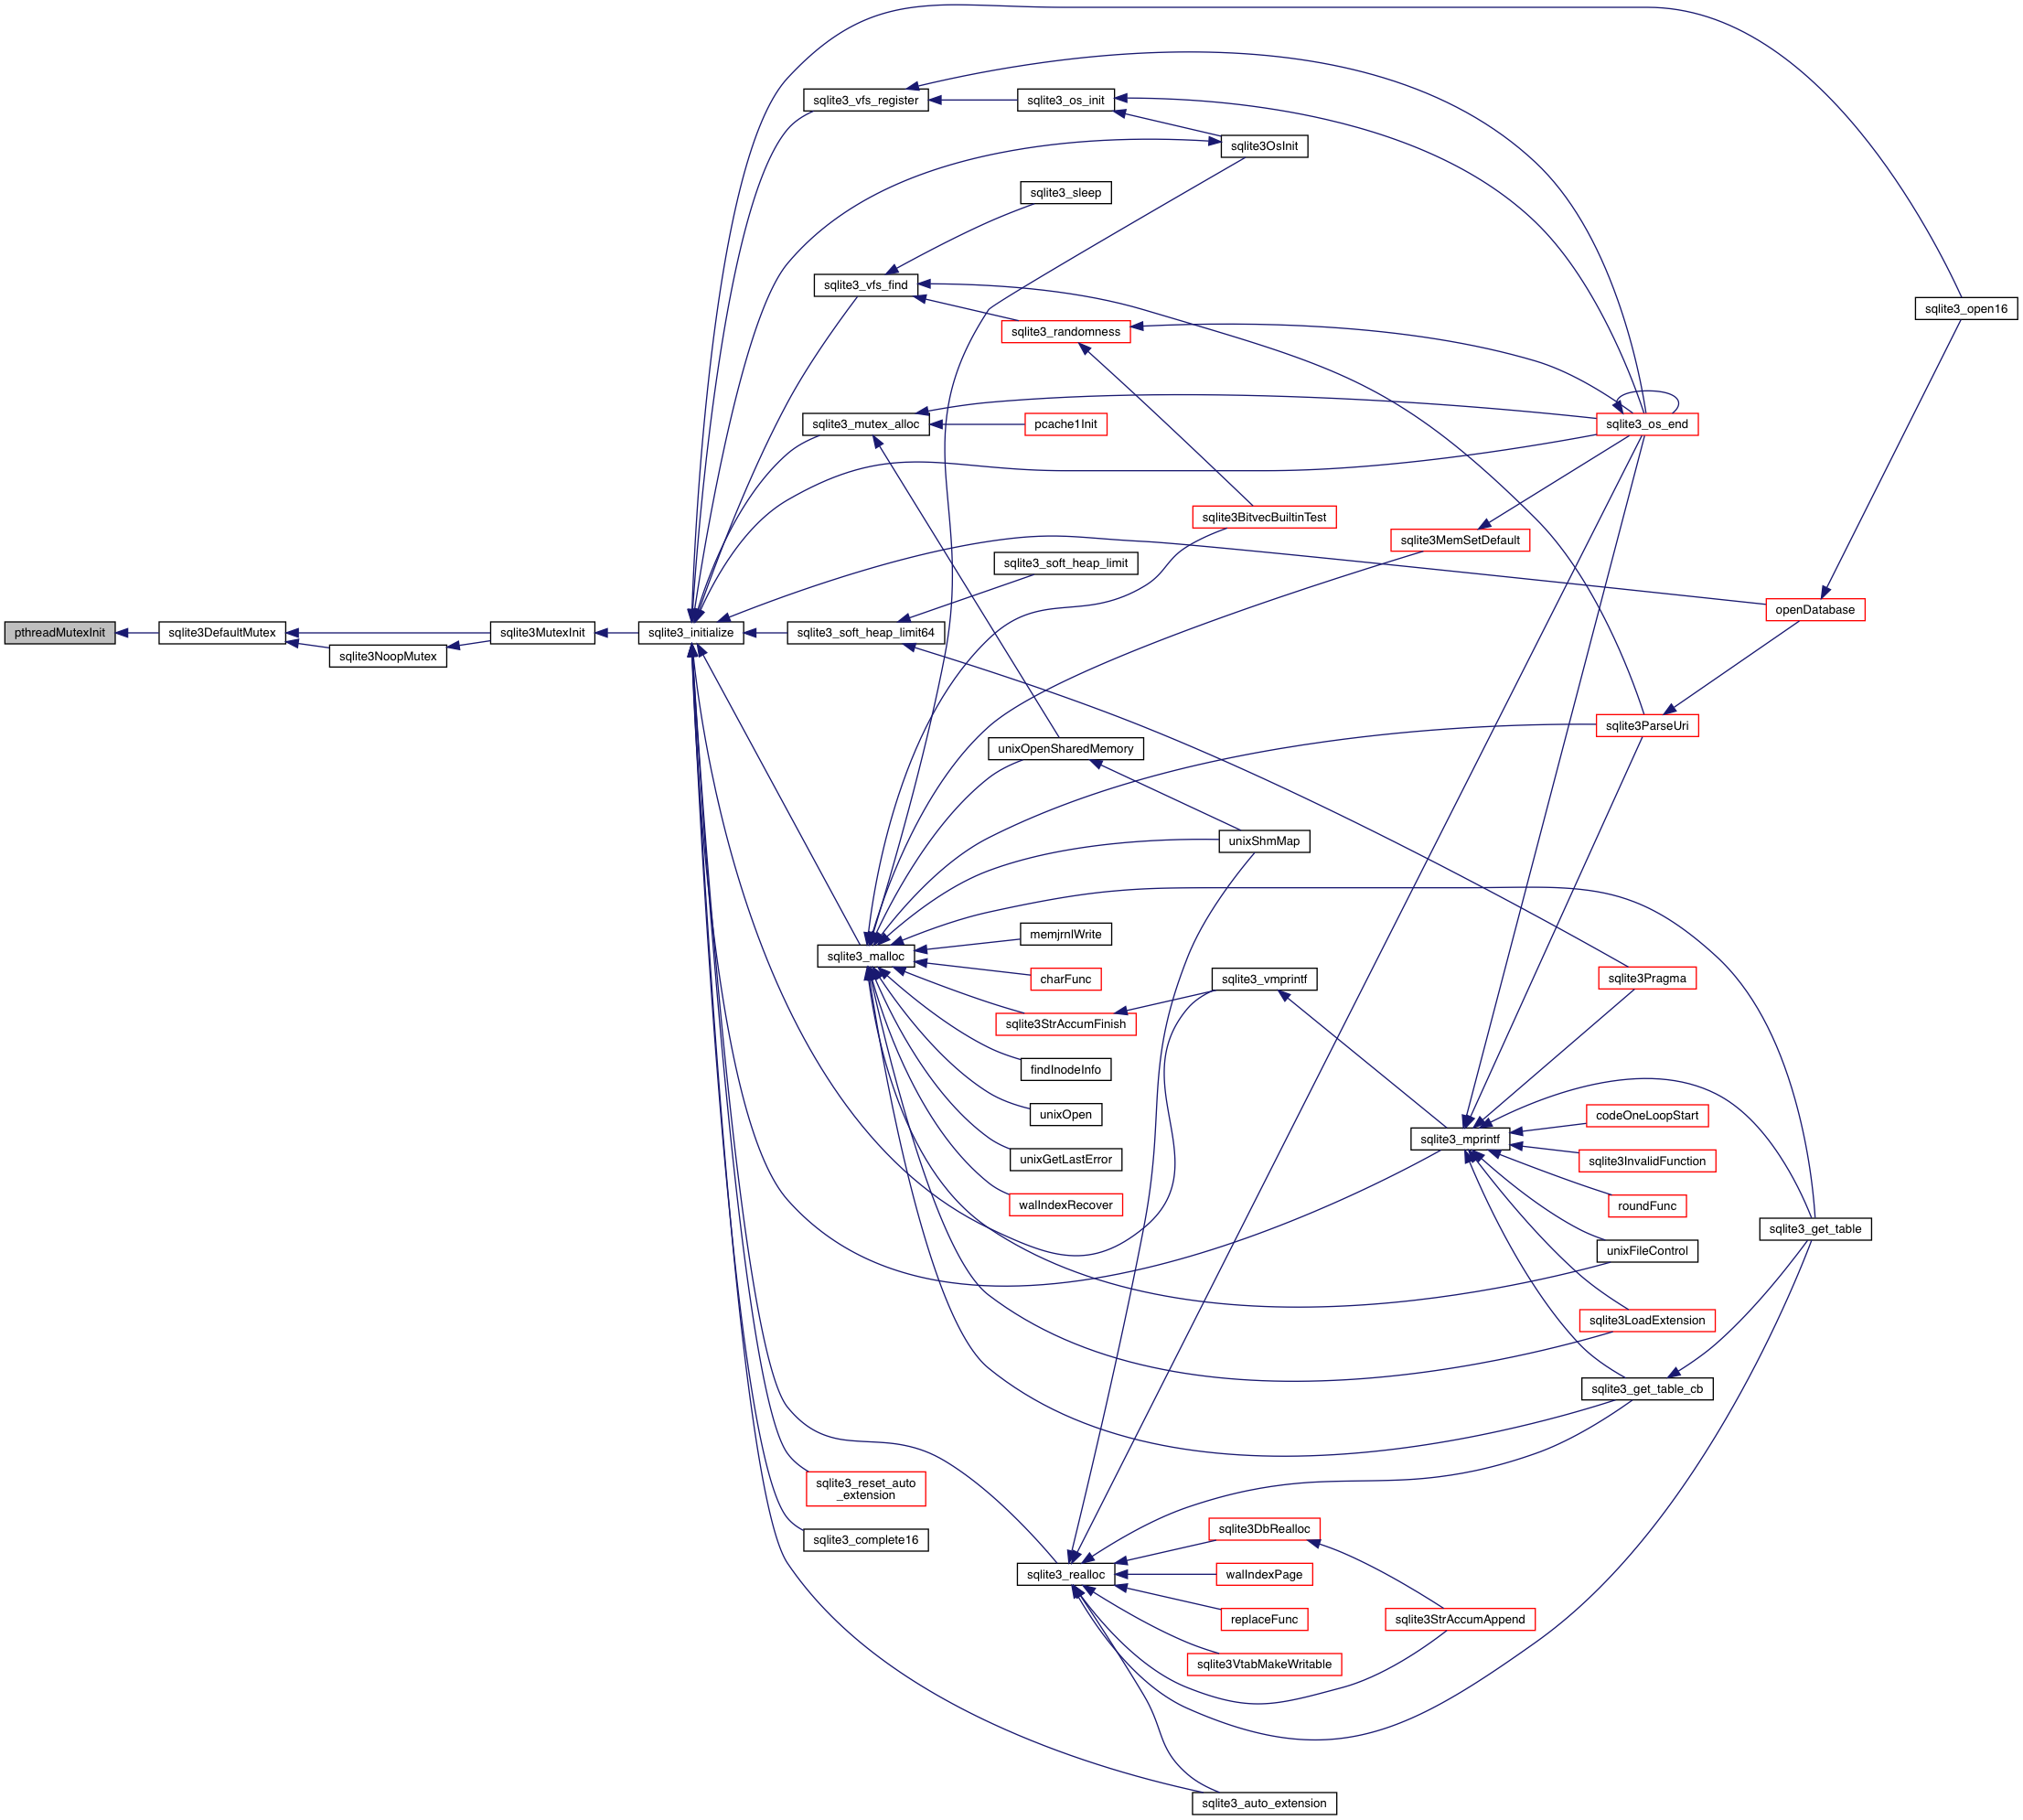 sqlite3_vfs_register
sqlite3_os_init
sqlite3OsInit
sqlite3_sleep
sqlite3_vfs_find
sqlite3_open16
sqlite3_randomness
sqlite3_mutex_alloc
pcache1Init
sqlite3_os_end
sqlite3BitvecBuiltinTest
sqlite3MemSetDefault
sqlite3_soft_heap_limit
openDatabase
pthreadMutexInit
sqlite3DefaultMutex
sqlite3MutexInit
sqlite3_initialize
sqlite3_soft_heap_limit64
sqlite3NoopMutex
sqlite3ParseUri
unixOpenSharedMemory
unixShmMap
memjrnlWrite
sqlite3_malloc
charFunc
sqlite3_vmprintf
sqlite3Pragma
sqlite3StrAccumFinish
findInodeInfo
unixOpen
codeOneLoopStart
sqlite3_mprintf
unixGetLastError
sqlite3InvalidFunction
walIndexRecover
roundFunc
sqlite3_get_table
unixFileControl
sqlite3LoadExtension
sqlite3_get_table_cb
sqlite3_reset_auto
_extension
sqlite3_complete16
sqlite3DbRealloc
sqlite3_realloc
walIndexPage
replaceFunc
sqlite3StrAccumAppend
sqlite3VtabMakeWritable
sqlite3_auto_extension